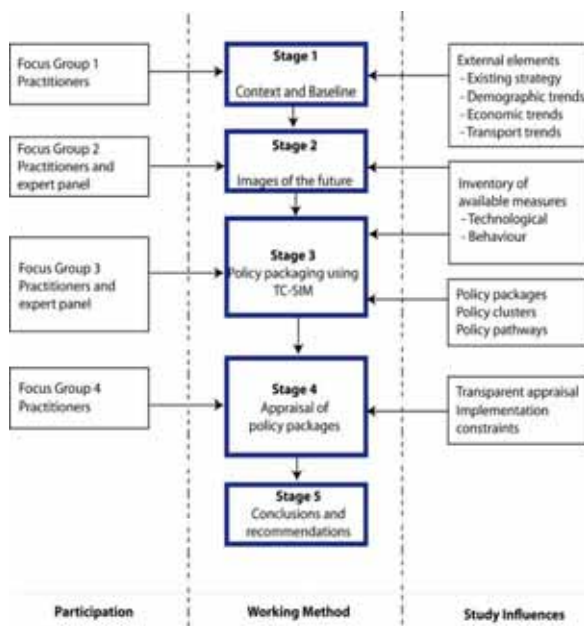 Focus Group 1
Practitioners
Stage 1
Context and Baseline
External elements
- Existing strategy
- Demographic trends
- Economic trends
- Transport trends
Focus Group 2
Practitioners and
expert panel
Stage 2
Images of the future
Inventory of
available measures
- Technological
- Behaviour
Focus Group 3
Practitioners and
expert panel
Stage 3
Policy packaging using
TC-SIM
Policy packages
Policy clusters
Policy pathways
Focus Group 4
Practitioners
Stage 4
Appraisal of
policy packages
Transparent appraisal
Implementation
constraints
Stage 5
Conclusions and
recommendations
Participation
Working Method
Study Influences